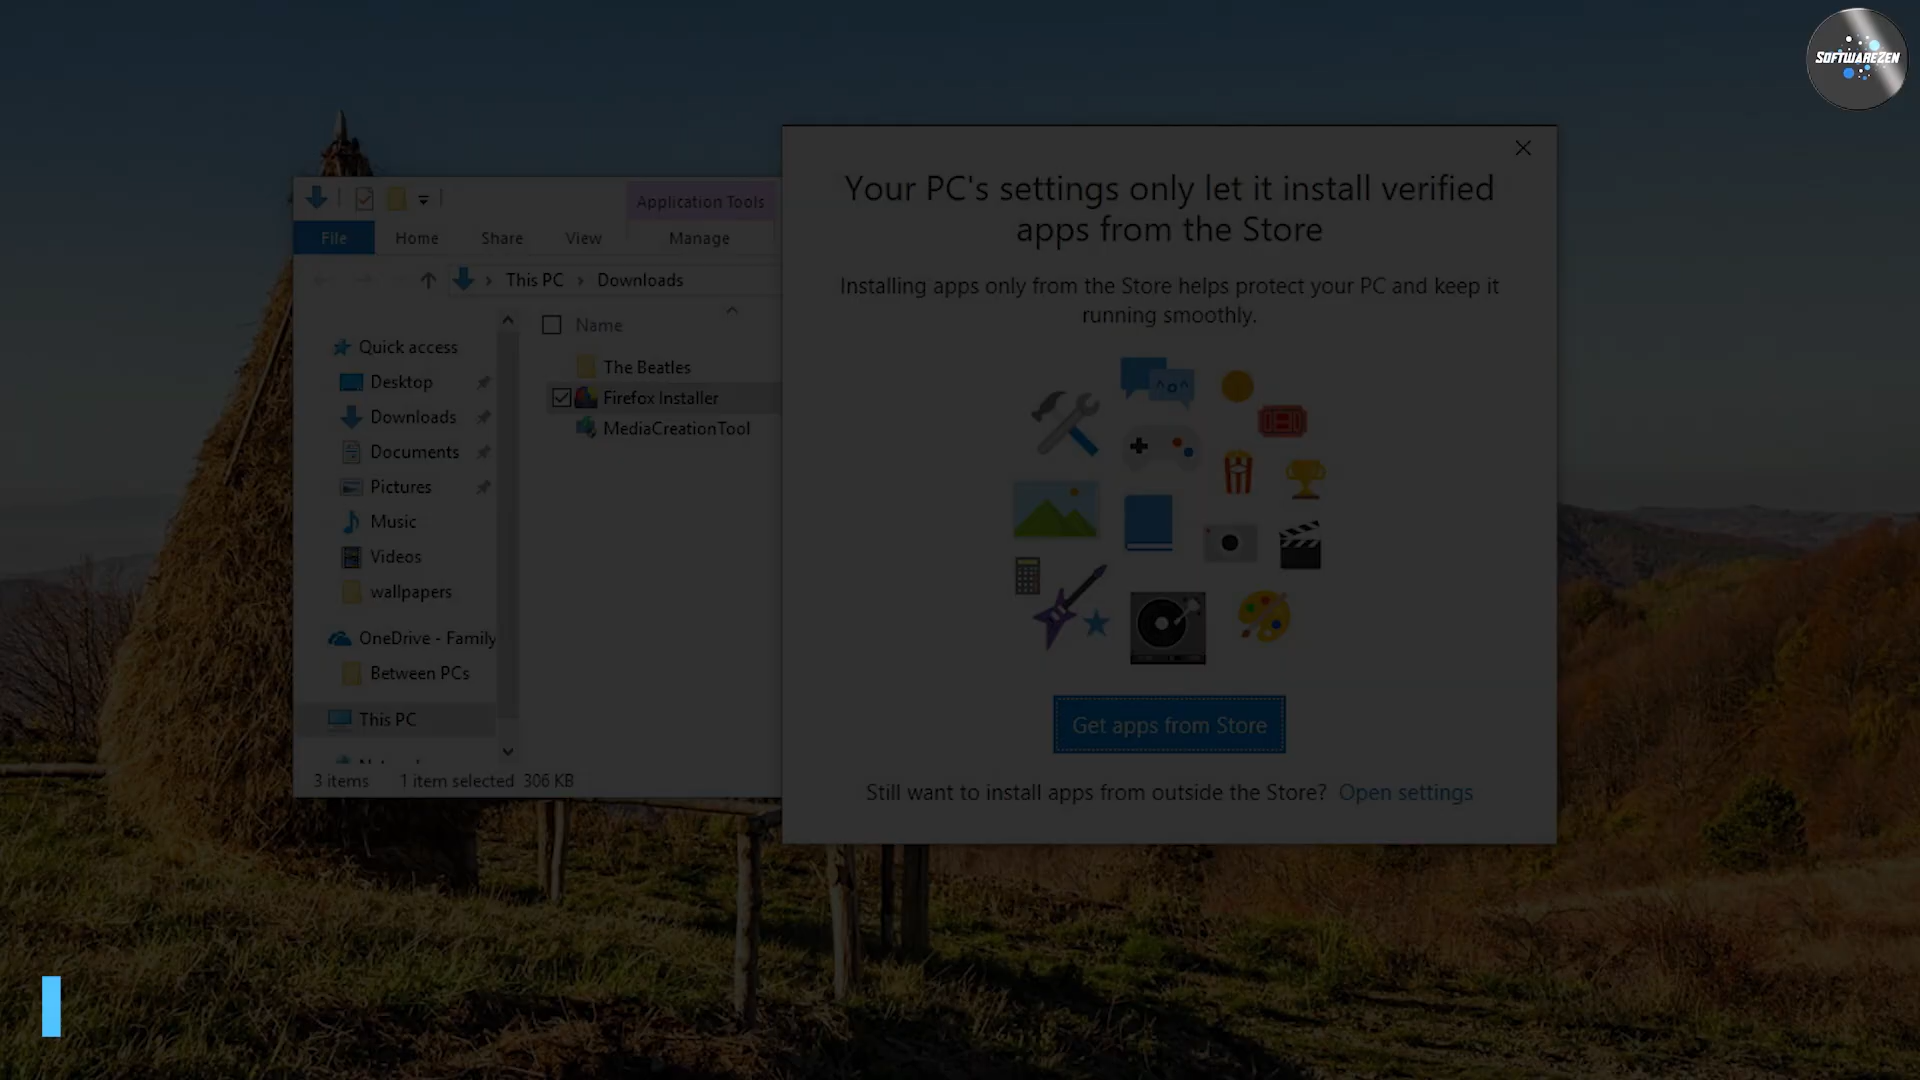 SOFTWAREZEN
Application Tools
File
Home
Share
View
Manage
This PC
Downloads
Name
Quick access
Desktop
Downloads
Documents
Pictures
Music
Videos
wallpapers
OneDrive - Family
Between PCs
This PC
The Beatles
Firefox Installer
MediaCreationTool
3 items
1 item selected 306 KB
Your PC's settings only let it install verified
apps from the Store
Installing apps only from the Store helps protect your PC and keep it
running smoothly.
Get apps from Store
Still want to install apps from outside the Store? Open settings